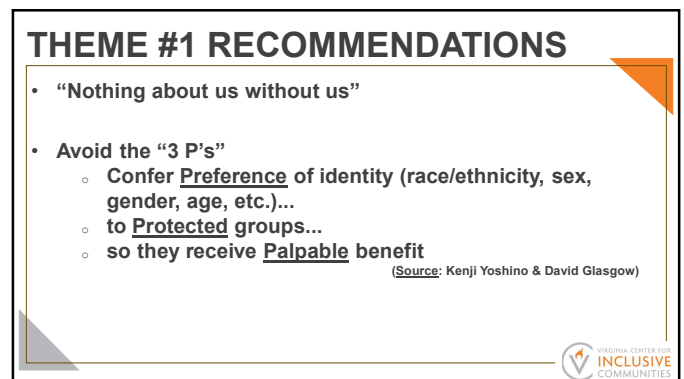 THEME #1 RECOMMENDATIONS
• “Nothing about us without us”
• Avoid the “3 P’s”
○ Confer Preference of identity (race/ethnicity, sex,
gender, age, etc.)...
○ to Protected groups...
○ so they receive Palpable benefit
(Source: Kenji Yoshino & David Glasgow)
VIRGINIA CENTER FOR
INCLUSIVE
COMMUNITIES